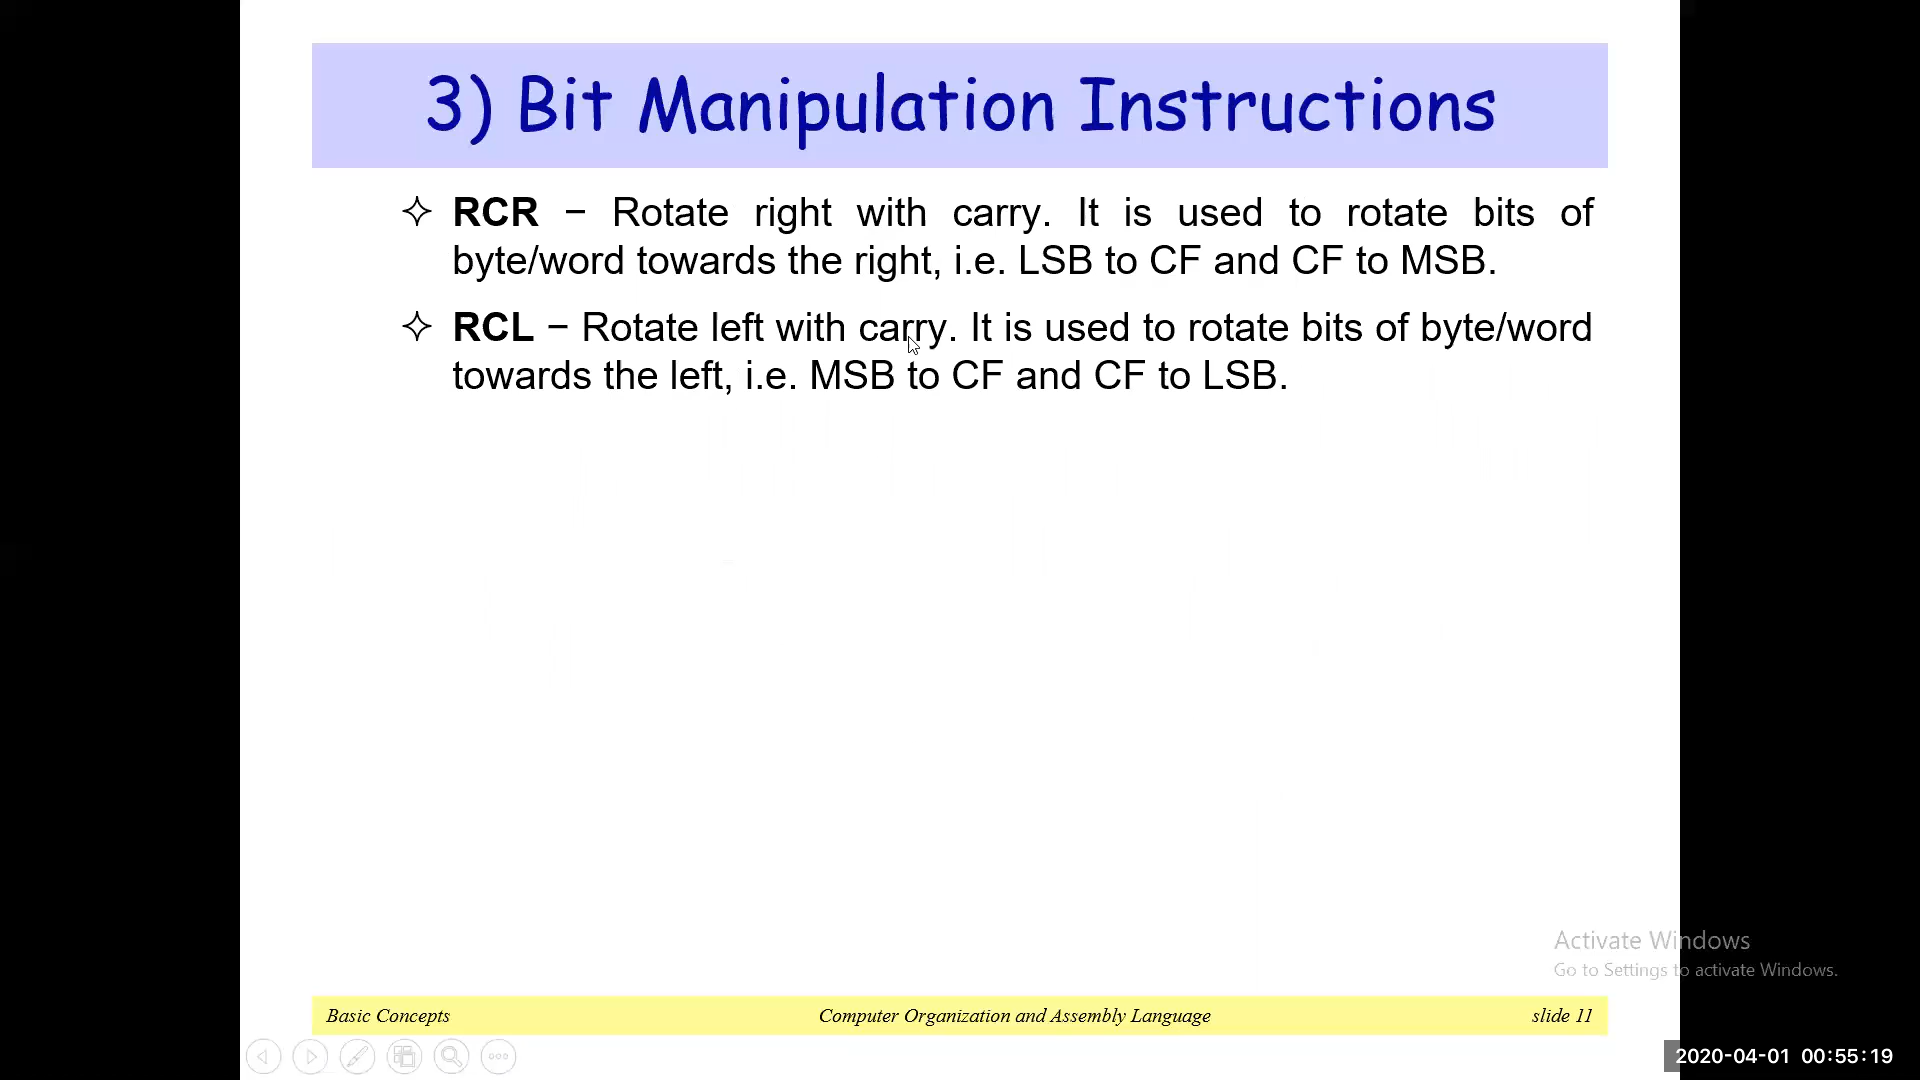 3) Bit Manipulation Instructions
RCR − Rotate right with carry. It is used to rotate bits of
byte/word towards the right, i.e. LSB to CF and CF to MSB.
RCL − Rotate left with carry. It is used to rotate bits of byte/word
towards the left, i.e. MSB to CF and CF to LSB.
Activate Windows
Go to Settings to activate Windows.
Basic Concepts Computer Organization and Assembly Language slide 11
2020-04-01 00:55:19